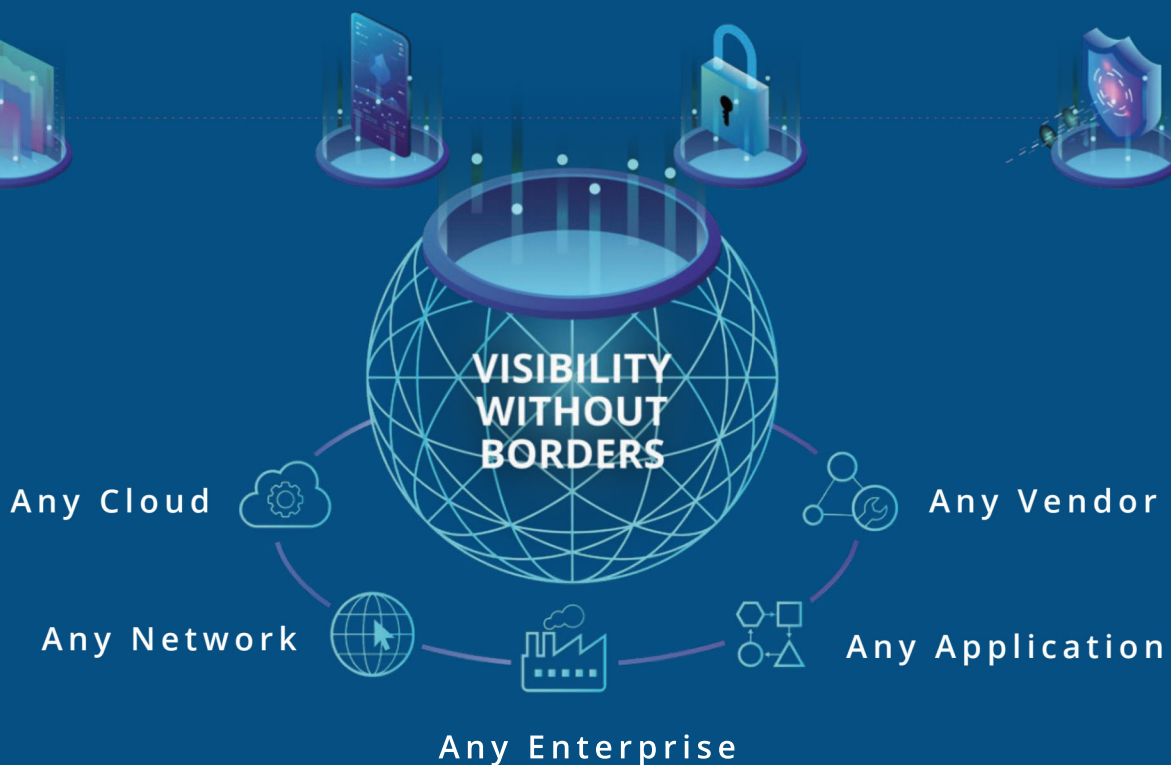 VISIBILITY
WITHOUT
BORDERS
Any Cloud
Any Vendor
Any Network
Any Application
Any Enterprise